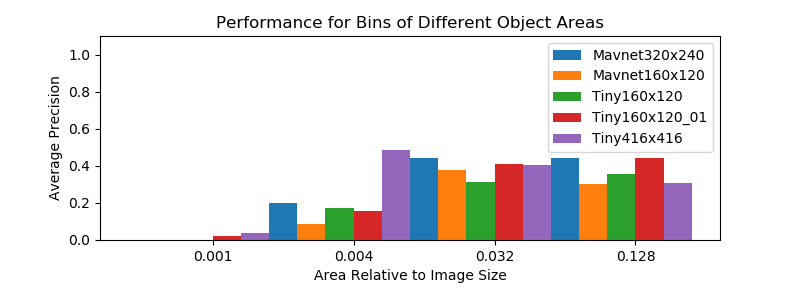 Performance for Bins of Different Object Areas
Average Precision
1.0
0.8
0.6
0.4
0.2
0.0
Mavnet320x240
Mavnet160x120
Tiny160x120
Tiny160x120_01
Tiny416x416
0.001
0.004
0.032
0.128
Area Relative to Image Size